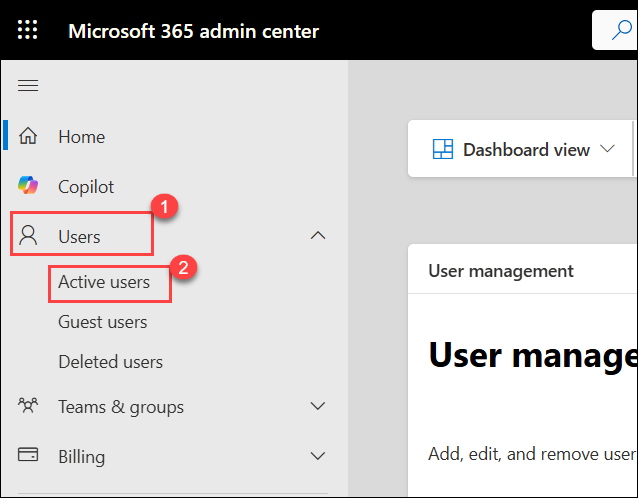 Microsoft 365 admin center
Home
Copilot
1
Users
2
Active users
Guest users
Deleted users
Teams & groups
Billing
Dashboard view
User management
User manage
Add, edit, and remove user